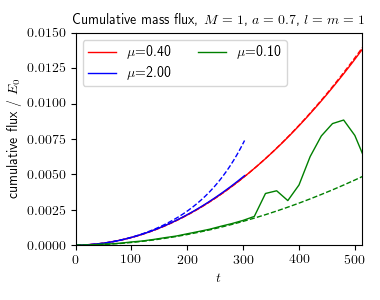 Cumulative mass flux, M = 1, a = 0.7, l = m = 1
cumulative flux / E₀
0.0150
0.0125
0.0100
0.0075
0.0050
0.0025
0.0000
μ=0.40
μ=2.00
μ=0.10
0 100 200 300 400 500
t